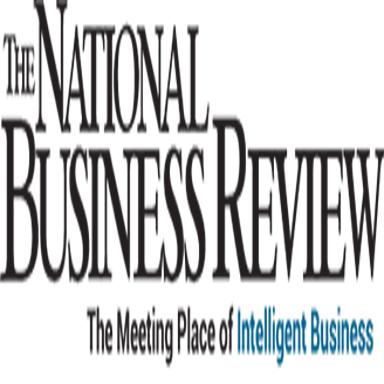 THE NATIONAL
BUSINESS REVIEW
The Meeting Place of Intelligent Business